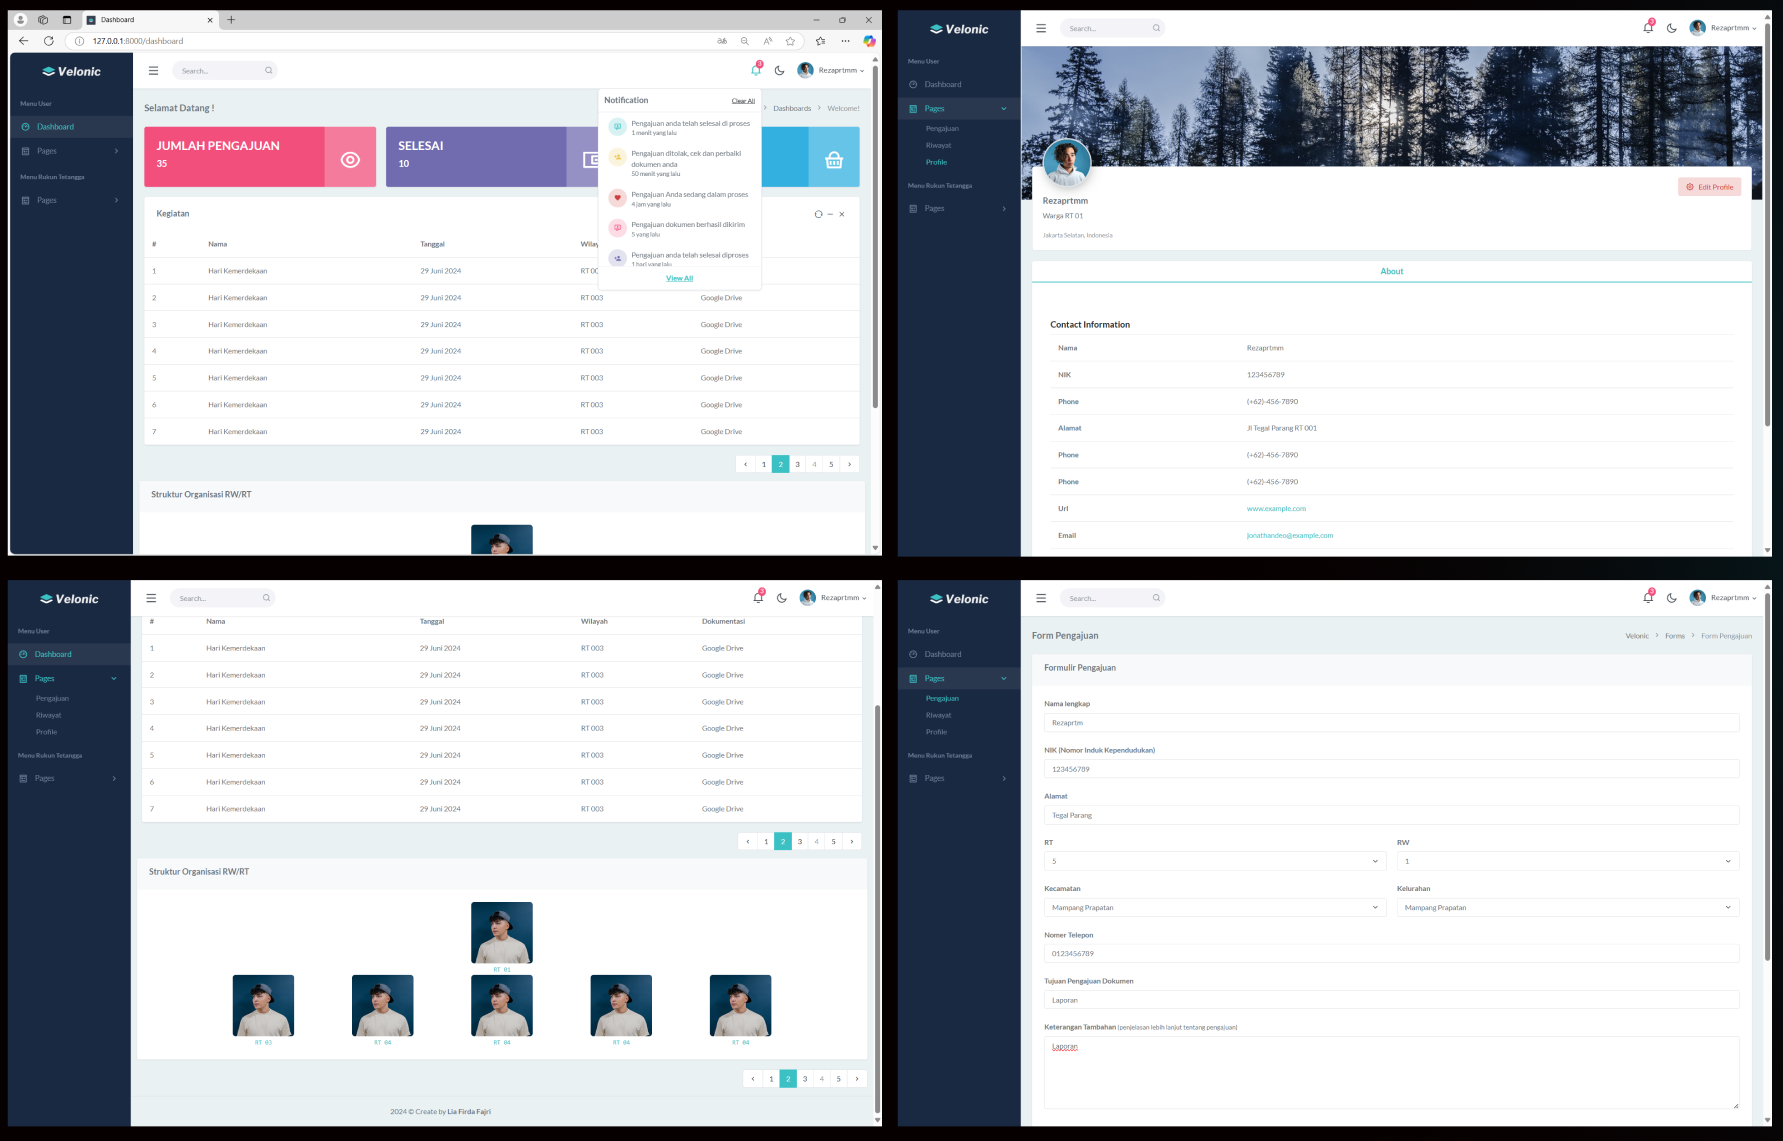 Dashboard
127.0.0.1:8000/dashboard
Velonic
Search...
3
Rezaprtmm
Menu User
Dashboard
Pages
Menu Rukun Tetangga
Pages
Selamat Datang !
Dashboards > Welcome!
JUMLAH PENGAJUAN
35
SELESAI
10
Notification
Clear All
Pengajuan anda telah selesai di proses
1 menit yang lalu
Pengajuan ditolak, cek dan perbaiki
dokumen anda
50 menit yang lalu
Pengajuan Anda sedang dalam proses
4 jam yang lalu
Pengajuan dokumen berhasil dikirim
5 yang lalu
Pengajuan anda telah selesai diproses
1 hari yang lalu
View All
Kegiatan
# Nama Tanggal Wilay
1 Hari Kemerdekaan 29 Juni 2024 RT 00
2 Hari Kemerdekaan 29 Juni 2024 RT 003 Google Drive
3 Hari Kemerdekaan 29 Juni 2024 RT 003 Google Drive
4 Hari Kemerdekaan 29 Juni 2024 RT 003 Google Drive
5 Hari Kemerdekaan 29 Juni 2024 RT 003 Google Drive
6 Hari Kemerdekaan 29 Juni 2024 RT 003 Google Drive
7 Hari Kemerdekaan 29 Juni 2024 RT 003 Google Drive
‹ 1 2 3 4 5 ›
Struktur Organisasi RW/RT
Velonic
Search...
3
Rezaprtmm
Menu User
Dashboard
Pages
Pengajuan
Riwayat
Profile
Menu Rukun Tetangga
Pages
Edit Profile
Rezaprtmm
Warga RT 01
Jakarta Selatan, Indonesia
About
Contact Information
Nama Rezaprtmm
NIK 123456789
Phone (+62)-456-7890
Alamat Jl Tegal Parang RT 001
Phone (+62)-456-7890
Phone (+62)-456-7890
Url www.example.com
Email jonathandeo@example.com
Velonic
Search...
3
Rezaprtmm
Menu User
Dashboard
Pages
Pengajuan
Riwayat
Profile
Menu Rukun Tetangga
Pages
# Nama Tanggal Wilayah Dokumentasi
1 Hari Kemerdekaan 29 Juni 2024 RT 003 Google Drive
2 Hari Kemerdekaan 29 Juni 2024 RT 003 Google Drive
3 Hari Kemerdekaan 29 Juni 2024 RT 003 Google Drive
4 Hari Kemerdekaan 29 Juni 2024 RT 003 Google Drive
5 Hari Kemerdekaan 29 Juni 2024 RT 003 Google Drive
6 Hari Kemerdekaan 29 Juni 2024 RT 003 Google Drive
7 Hari Kemerdekaan 29 Juni 2024 RT 003 Google Drive
‹ 1 2 3 4 5 ›
Struktur Organisasi RW/RT
RT 01
RT 03 RT 04 RT 04 RT 04 RT 04
‹ 1 2 3 4 5 ›
2024 © Create by Lia Firda Fajri
Velonic
Search...
3
Rezaprtmm
Menu User
Dashboard
Pages
Pengajuan
Riwayat
Profile
Menu Rukun Tetangga
Pages
Form Pengajuan
Velonic > Forms > Form Pengajuan
Formulir Pengajuan
Nama lengkap
Rezaprtm
NIK (Nomor Induk Kependudukan)
123456789
Alamat
Tegal Parang
RT RW
5 1
Kecamatan Kelurahan
Mampang Prapatan Mampang Prapatan
Nomer Telepon
0123456789
Tujuan Pengajuan Dokumen
Laporan
Keterangan Tambahan (penjelasan lebih lanjut tentang pengajuan)
Laporan